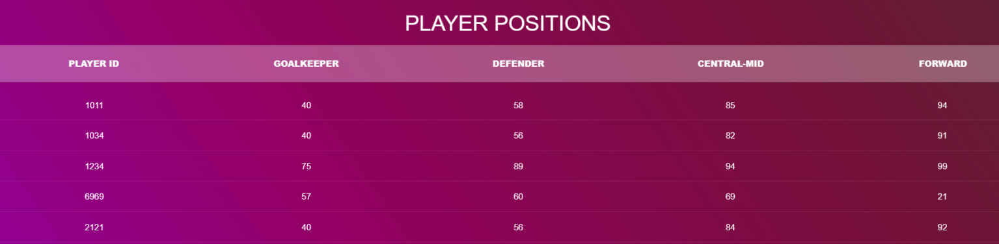 PLAYER POSITIONS
PLAYER ID GOALKEEPER DEFENDER CENTRAL-MID FORWARD
1011 40 58 85 94
1034 40 56 82 91
1234 75 89 94 99
6969 57 60 69 21
2121 40 56 84 92